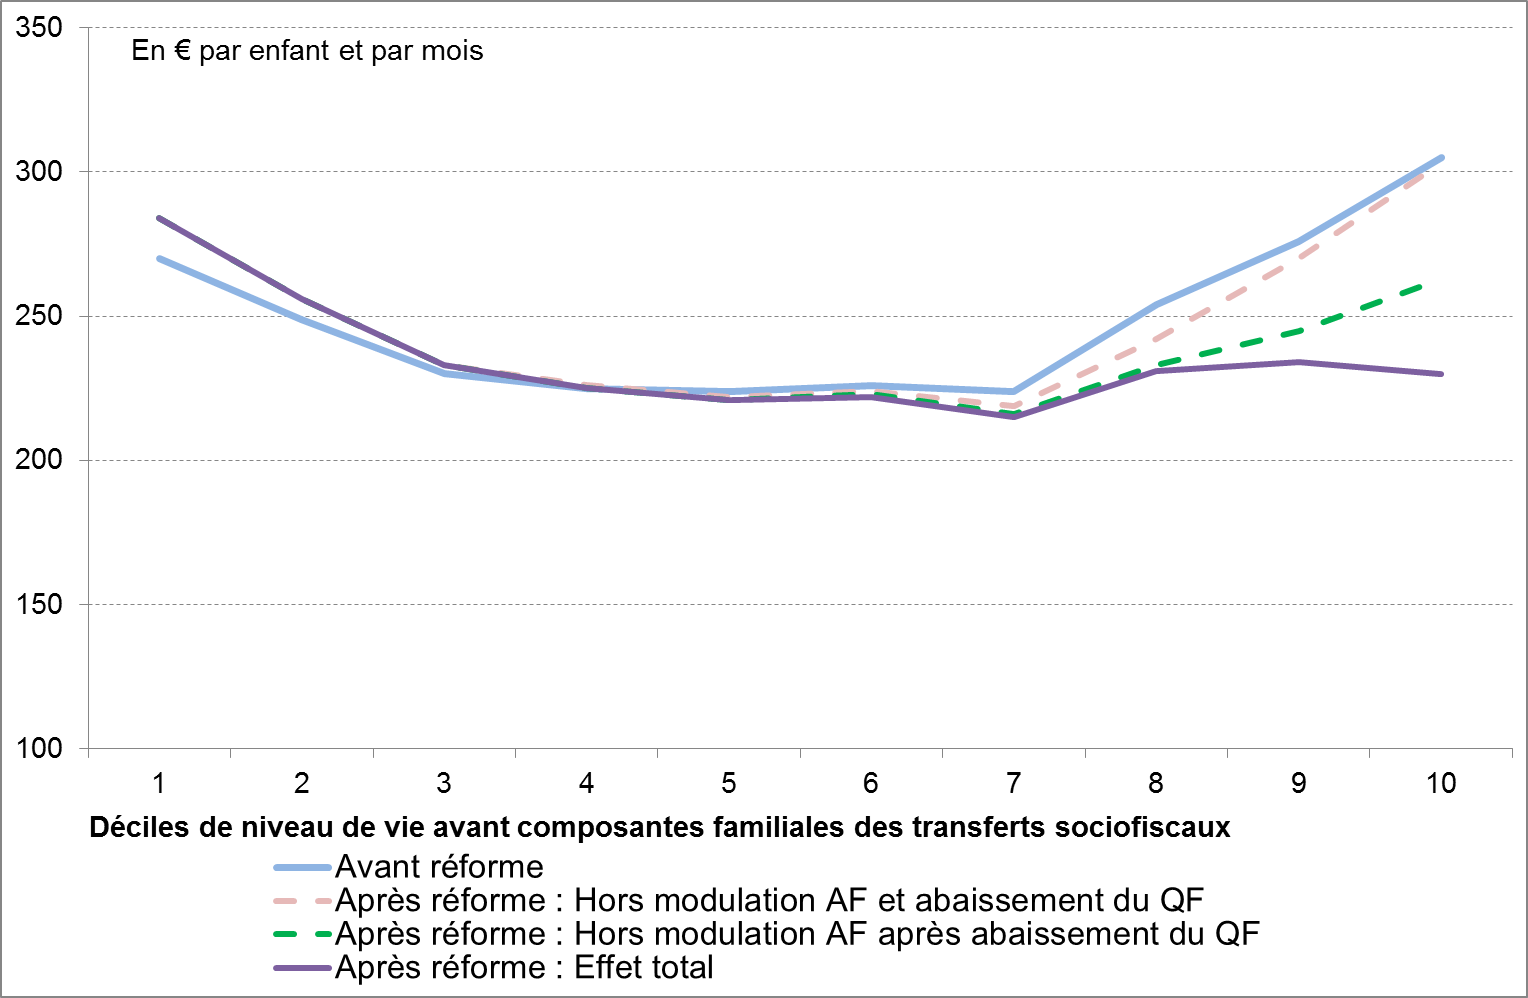 350
En € par enfant et par mois
300
250
200
150
100
1 2 3 4 5 6 7 8 9 10
Déciles de niveau de vie avant composantes familiales des transferts sociofiscaux
Avant réforme
Après réforme : Hors modulation AF et abaissement du QF
Après réforme : Hors modulation AF après abaissement du QF
Après réforme : Effet total